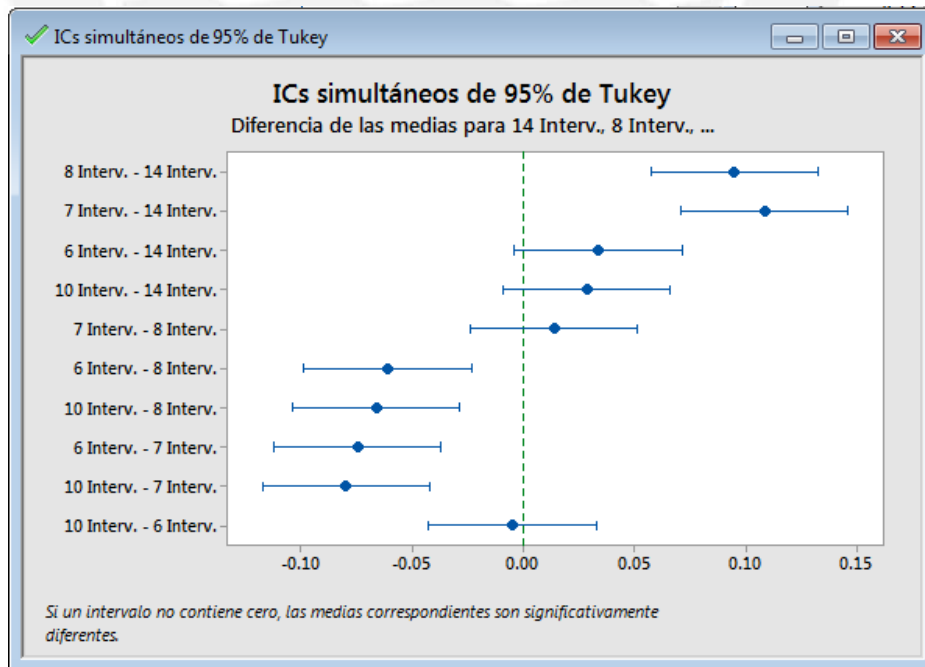 ICs simultáneos de 95% de Tukey
ICs simultáneos de 95% de Tukey
Diferencia de las medias para 14 Interv., 8 Interv., ...
8 Interv. - 14 Interv.
7 Interv. - 14 Interv.
6 Interv. - 14 Interv.
10 Interv. - 14 Interv.
7 Interv. - 8 Interv.
6 Interv. - 8 Interv.
10 Interv. - 8 Interv.
6 Interv. - 7 Interv.
10 Interv. - 7 Interv.
10 Interv. - 6 Interv.
-0.10 -0.05 0.00 0.05 0.10 0.15
Si un intervalo no contiene cero, las medias correspondientes son significativamente
diferentes.